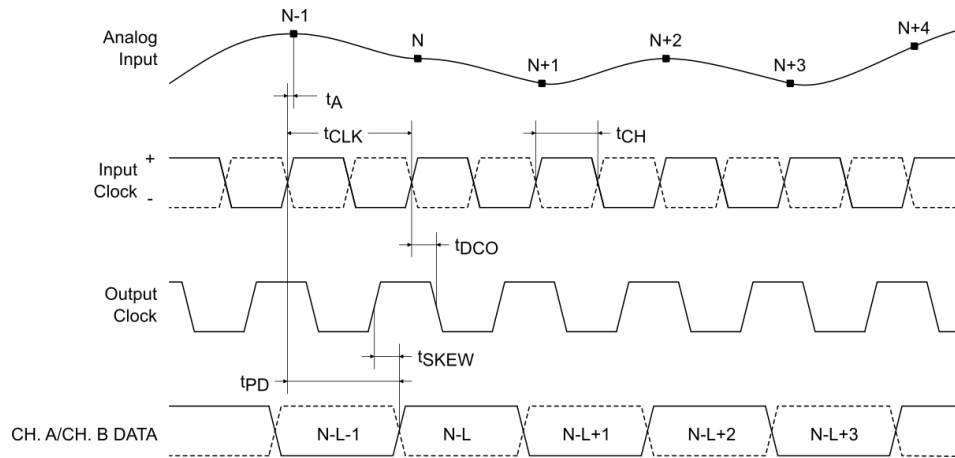 N-1
N
N+1
N+2
N+3
N+4
Analog
Input
tA
tCLK
tCH
Input
Clock
+
-
tDCO
Output
Clock
tSKEW
tPD
CH. A/CH. B DATA
N-L-1
N-L
N-L+1
N-L+2
N-L+3